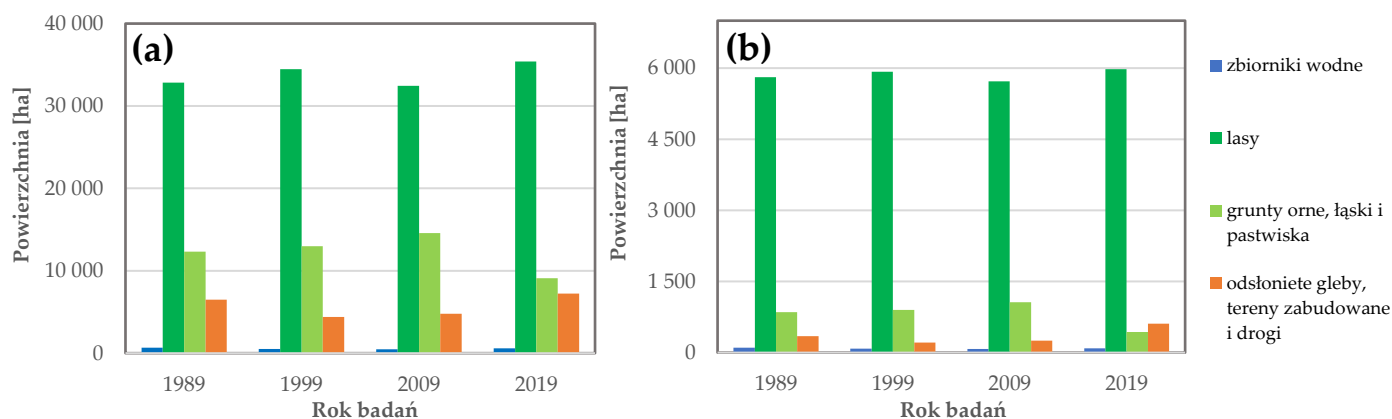 (a)
Powierzchnia [ha]
40 000
30 000
20 000
10 000
0
1989 1999 2009 2019
Rok badań
(b)
Powierzchnia [ha]
6 000
4 500
3 000
1 500
0
1989 1999 2009 2019
Rok badań
zbiorniki wodne
lasy
grunty orne, łąski i
pastwiska
odsłoniete gleby,
tereny zabudowane
i drogi